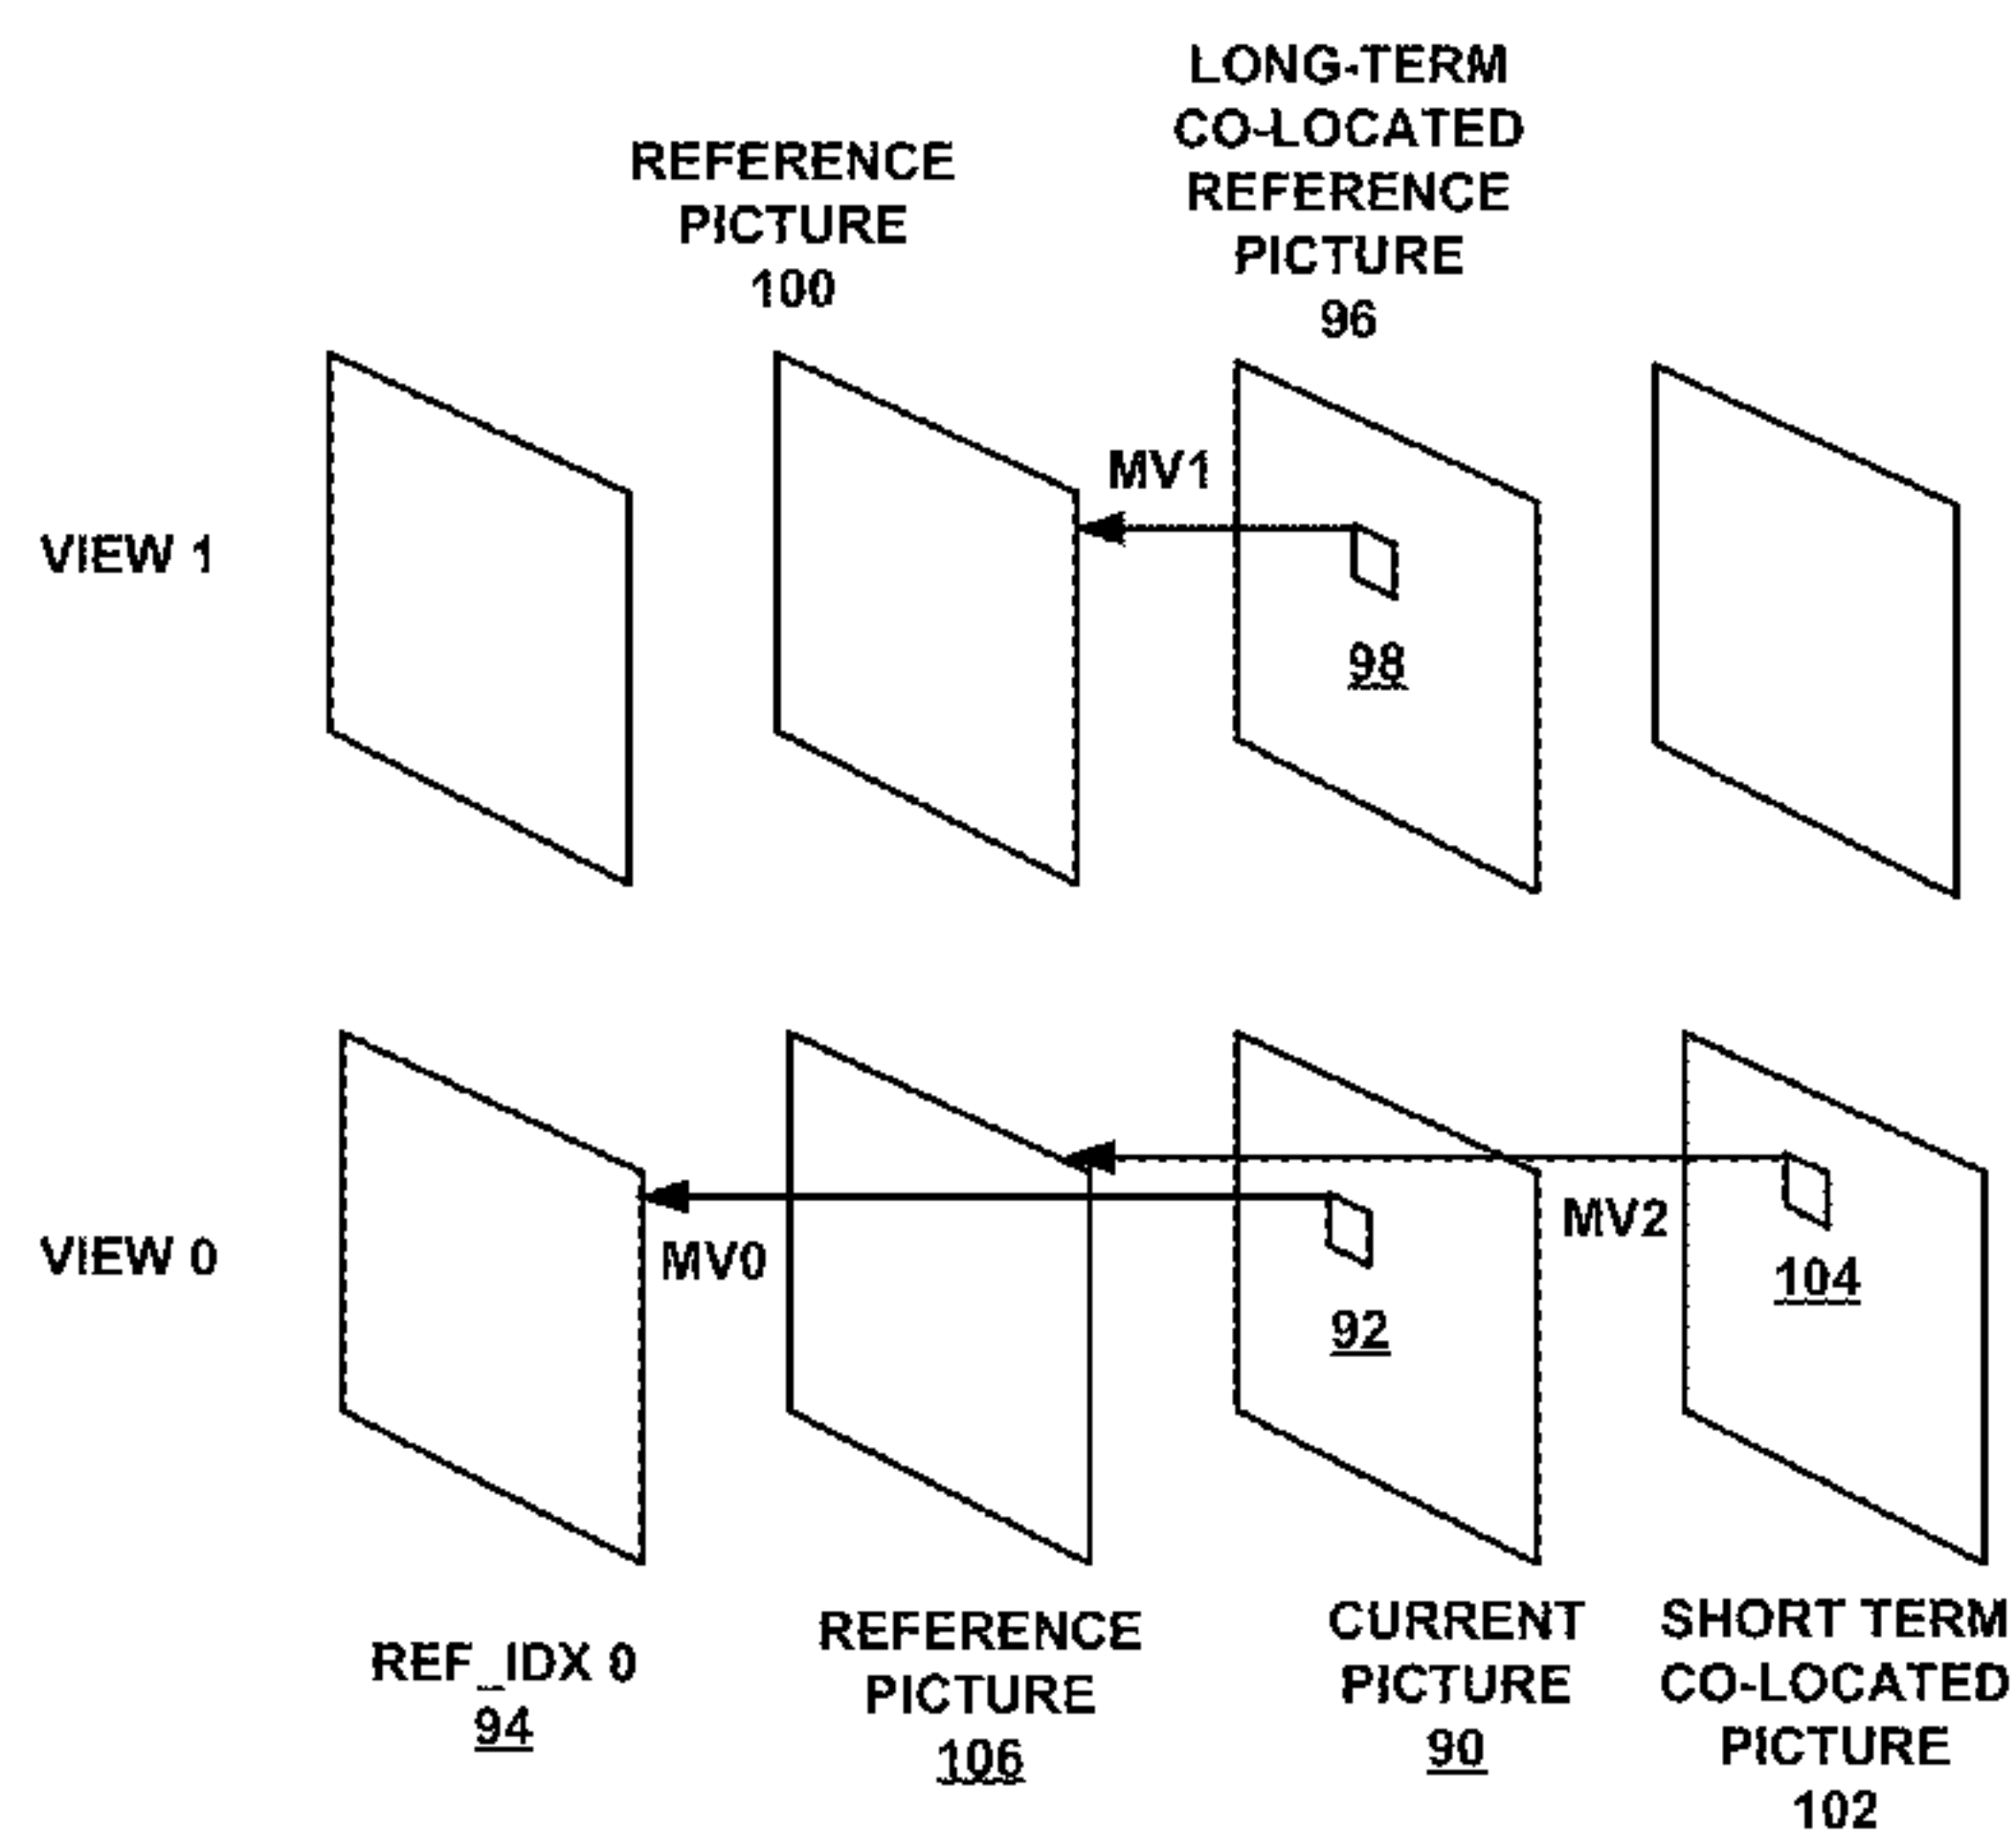 LONG-TERM
CO-LOCATED
REFERENCE
PICTURE
96
REFERENCE
PICTURE
100
MV1
VIEW 1
98
VIEW 0
MV0
MV2
92
104
REF_IDX 0
94
REFERENCE
PICTURE
106
CURRENT
PICTURE
90
SHORT TERM
CO-LOCATED
PICTURE
102